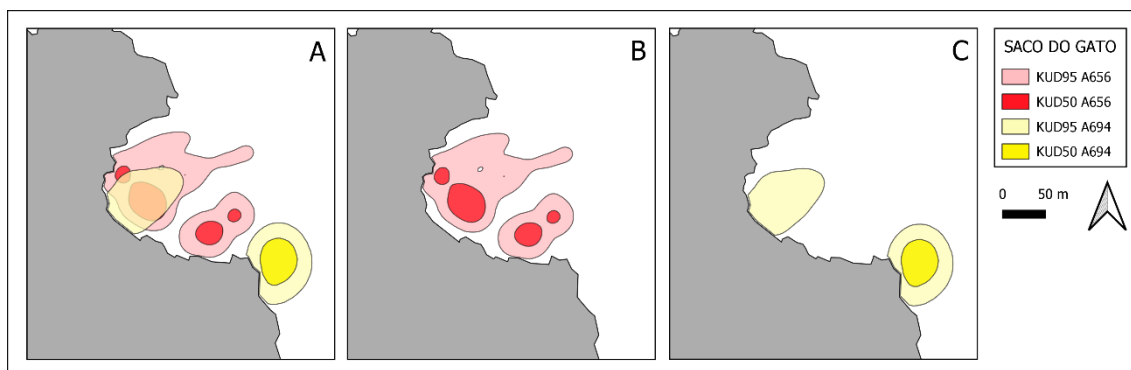 A
B
C
SACO DO GATO
KUD95 A656
KUD50 A656
KUD95 A694
KUD50 A694
0 50 m